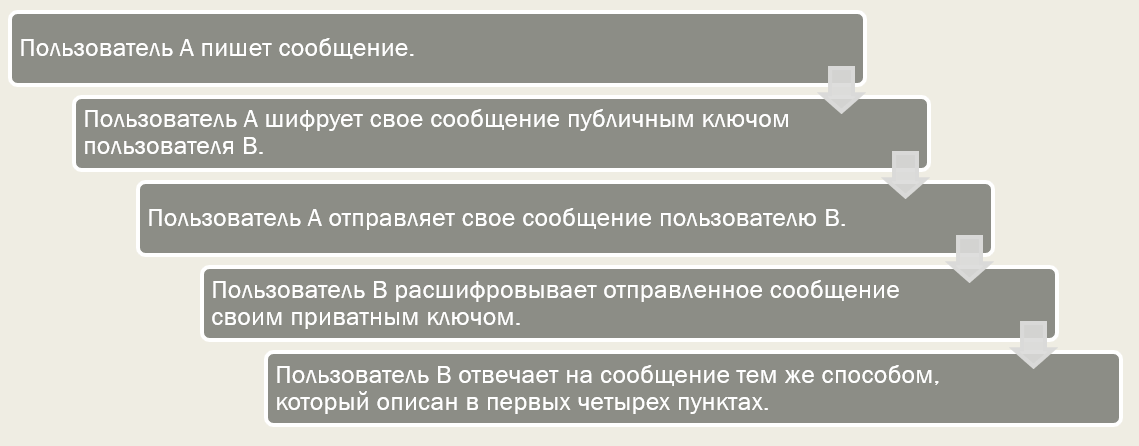 Пользователь А пишет сообщение.
Пользователь А шифрует свое сообщение публичным ключом
пользователя В.
Пользователь А отправляет свое сообщение пользователю В.
Пользователь В расшифровывает отправленное сообщение
своим приватным ключом.
Пользователь В отвечает на сообщение тем же способом,
который описан в первых четырех пунктах.